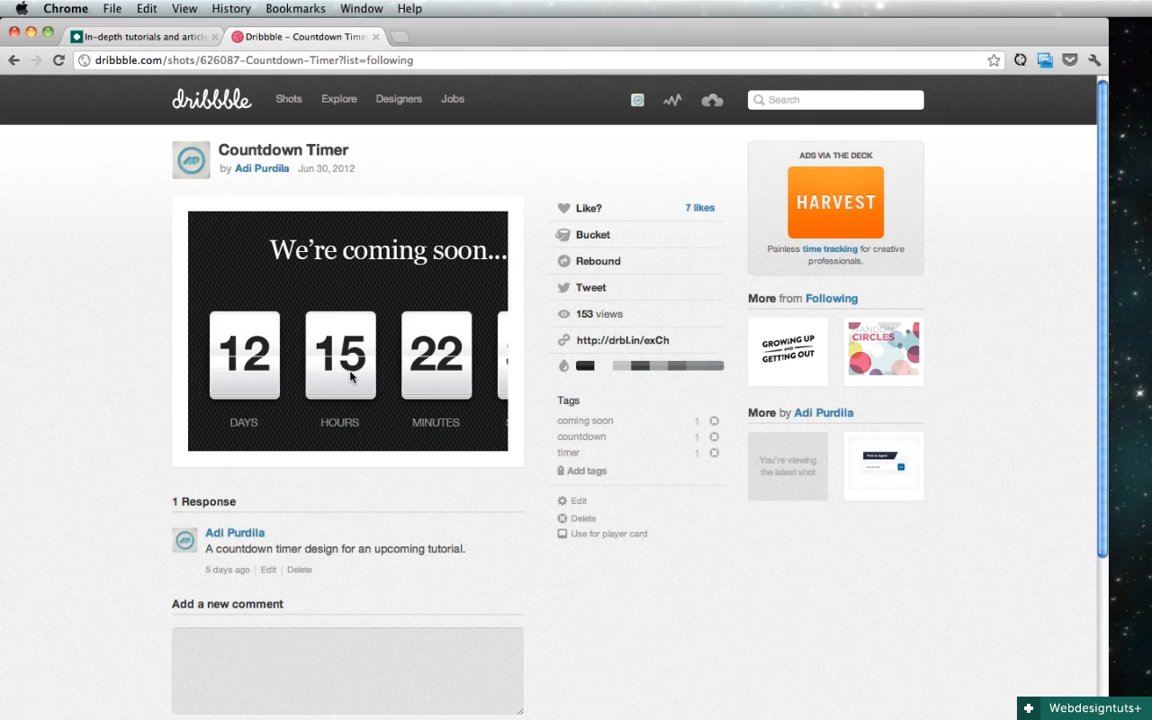 Chrome File Edit View History Bookmarks Window Help
In-depth tutorials and article
Dribbble – Countdown Time
dribbble.com/shots/626087-Countdown-Timer?list=following
dribbble Shots Explore Designers Jobs Search
Countdown Timer
by Adi Purdila Jun 30, 2012
We're coming soon...
12 15 22
DAYS HOURS MINUTES
1 Response
Adi Purdila
A countdown timer design for an upcoming tutorial.
5 days ago | Edit | Delete
Add a new comment
Like? 7 likes
Bucket
Rebound
Tweet
153 views
http://drbl.in/exCh
Tags
coming soon 1
countdown 1
timer 1
Add tags
Edit
Delete
Use for player card
ADS VIA THE DECK
HARVEST
Painless time tracking for creative
professionals.
More from Following
GROWING UP
AND
GETTING OUT
RANDOM
CIRCLES
More by Adi Purdila
You're viewing
the latest shot
Webdesigntuts+